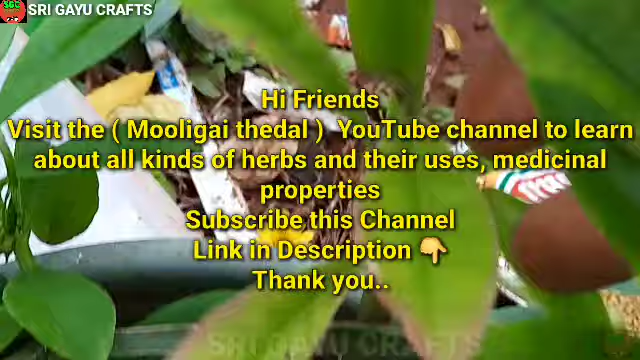 SGC
SRI GAYU CRAFTS
Hi Friends
Visit the ( Mooligai thedal ) YouTube channel to learn
about all kinds of herbs and their uses, medicinal
properties
Subscribe this Channel
Link in Description 👇
Thank you..
SRI GAYU CRAFTS